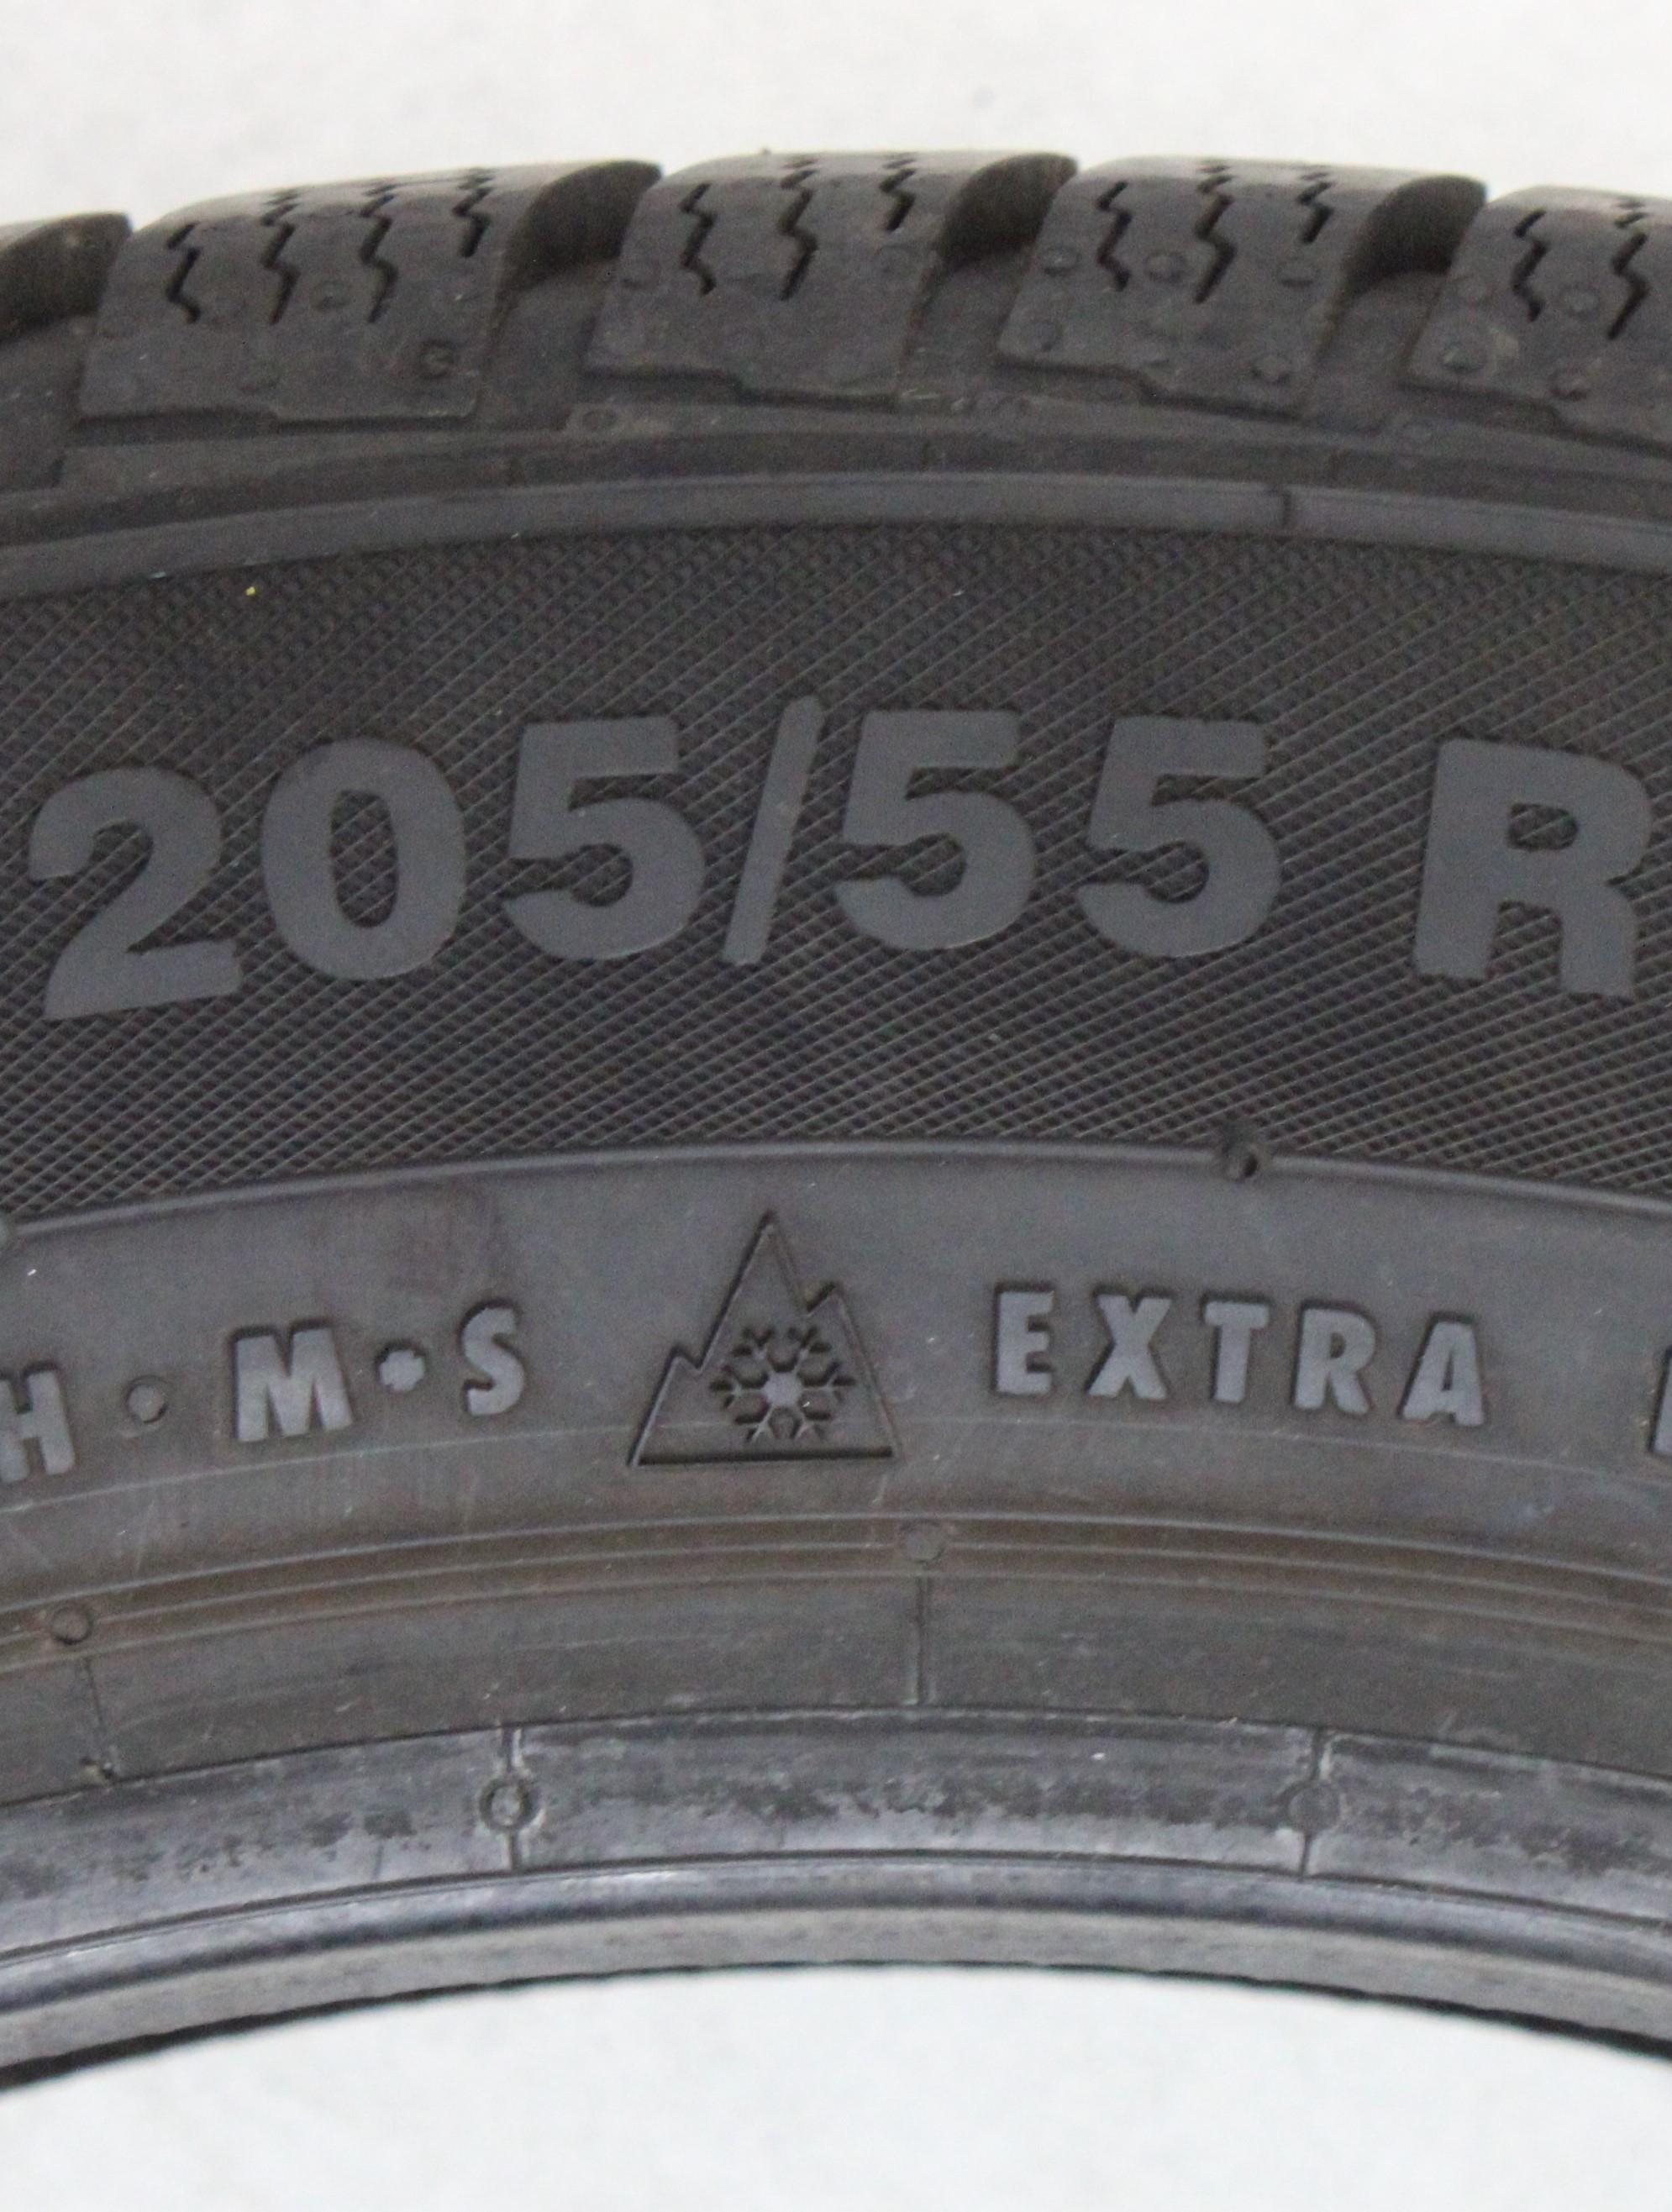 205/55 R
H • M+S EXTRA